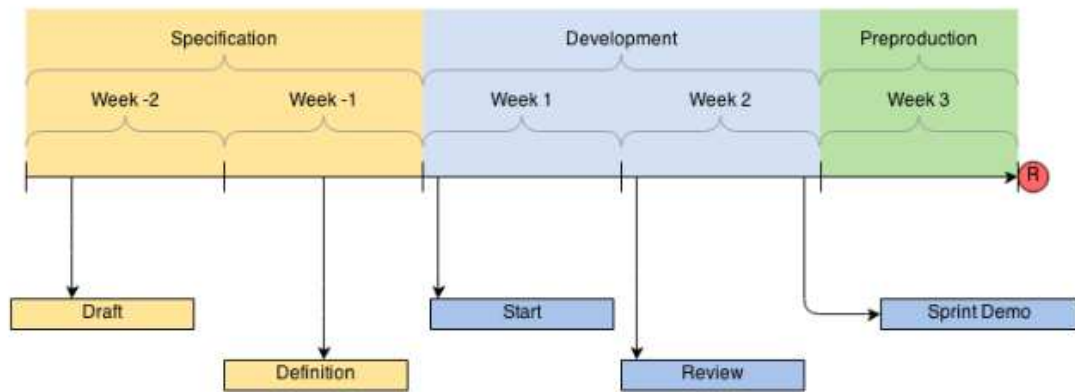 Specification Development Preproduction
Week -2 Week -1 Week 1 Week 2 Week 3
R
Draft Start Sprint Demo
Definition Review